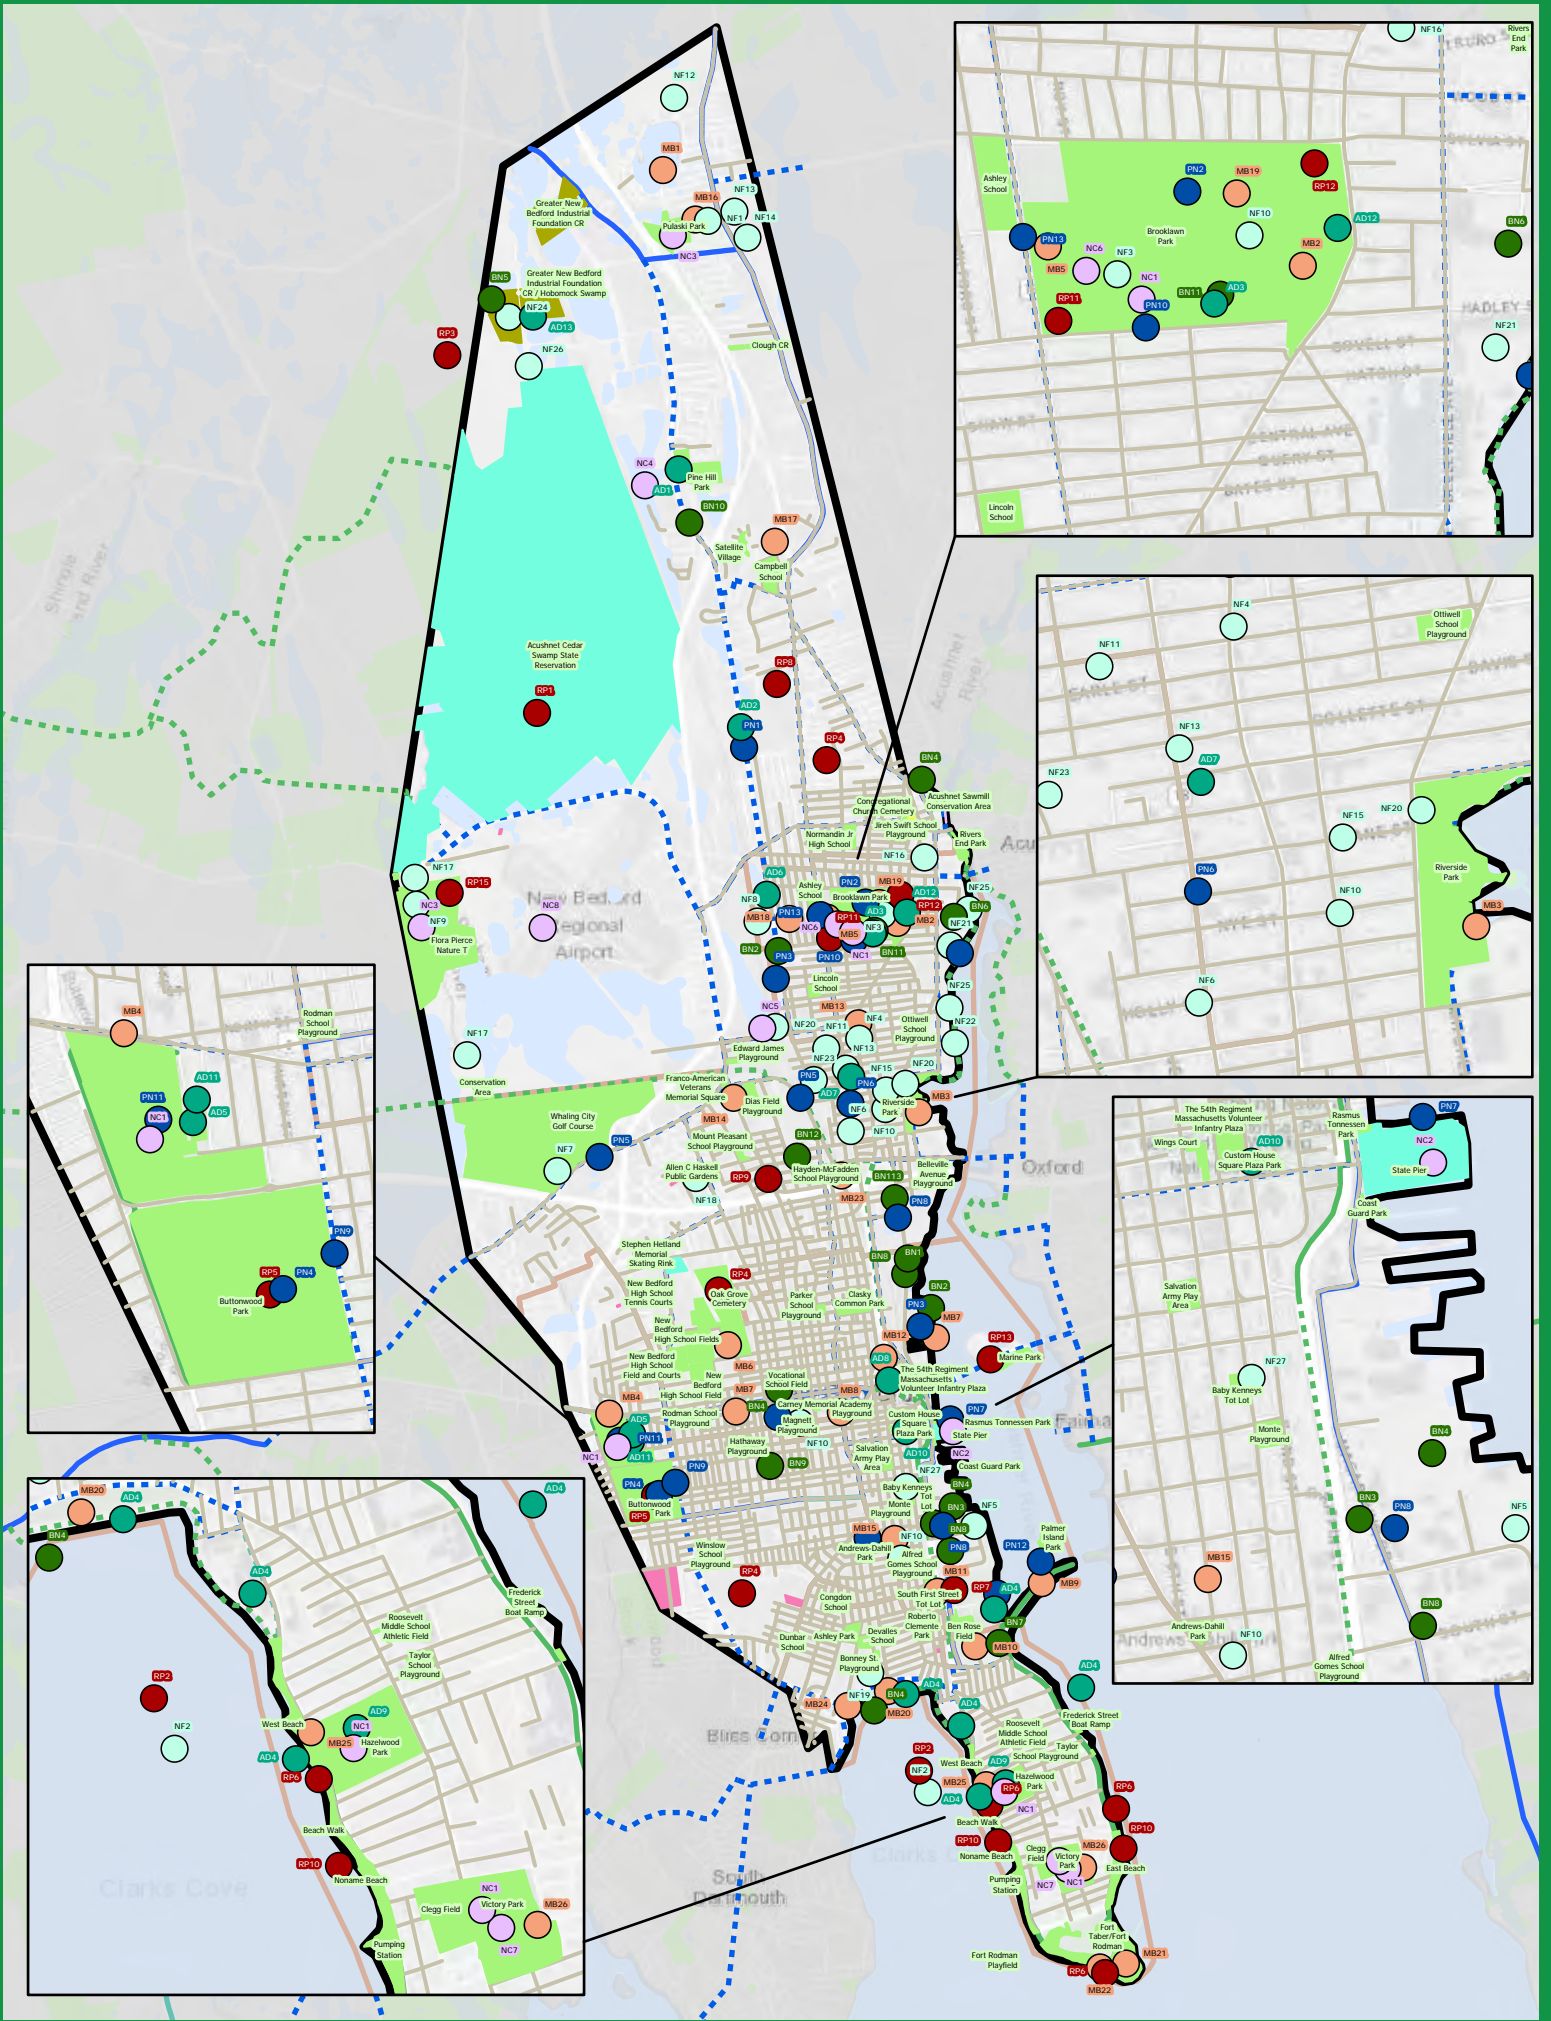 NF12
MB1
MB16
NF13
NF1
NF14
Greater New
Bedford Industrial
Foundation CR
Pulaski Park
NC3
BN5
Greater New Bedford
Industrial Foundation
CR / Hobomock Swamp
NF24
AD13
RP3
NF26
Clough CR
NC4
AD1
Pine Hill
Park
BN10
MB17
Satellite
Village
Campbell
School
Acushnet Cedar
Swamp State
Reservation
RP1
RP8
AD2
PN1
RP4
BN4
Acushnet Sawmill
Conservation Area
Congregational
Church Cemetery
Jireh Swift School
Playground
Normandin Jr
High School
Rivers
End Park
NF16
NF17
RP15
NC3
NF9
Flora Pierce
Nature T
NC8
New Bedford
Regional
Airport
AD6
NF8
MB18
PN13
Ashley
School
PN2
MB19
Brooklawn Park
AD12
RP12
RP11
AD3
NC6
MB5
NF3
MB2
NF25
BN6
NF21
BN2
PN3
PN10
NC1
BN11
Lincoln
School
NF25
NC5
NF20
MB13
NF4
NF11
NF13
Ottiwell
School
Playground
NF22
Edward James
Playground
NF23
NF17
Conservation
Area
Franco-American
Veterans
Memorial Square
MB14
Dias Field
Playground
PN5
AD7
PN6
NF15
NF20
NF6
Riverside
Park
MB3
NF10
Whaling City
Golf Course
NF7
PN5
Mount Pleasant
School Playground
Allen C Haskell
Public Gardens
NF18
BN12
RP9
Hayden-McFadden
School Playground
MB23
Belleville
Avenue
Playground
BN113
PN8
Oxford
Stephen Hetland
Memorial
Skating Rink
BN8
BN1
New Bedford
High School
Tennis Courts
RP4
Oak Grove
Cemetery
Parker
School
Playground
Clasky
Common Park
BN2
PN3
MB7
New
Bedford
High School Fields
MB6
MB12
AD8
RP13
Marine Park
New Bedford
High School
Field and Courts
New
Bedford
High School Field
Vocational
School Field
The 54th Regiment
Massachusetts
Volunteer Infantry Plaza
MB4
MB7
BN4
MB8
Carney Memorial Academy
Playground
Rodman School
Playground
Magnett
Playground
NF10
Custom House
Square
Plaza Park
AD10
PN7
Rasmus Tonnessen Park
State Pier
NC2
Coast Guard Park
AD5
PN11
NC1
AD11
Hathaway
Playground
BN9
Salvation
Army Play
Area
PN9
PN4
Buttonwood
Park
RP5
NF27
Baby Kenneys
Tot
Lot
BN4
Monte
Playground
BN3
NF5
BN8
PN8
MB15
NF10
Andrews-Dahill
Park
Alfred
Gomes School
Playground
Palmer
Island
Park
PN12
MB9
Winslow
School
Playground
RP4
MB11
South First Street
Tot Lot
RP7
AD4
Congdon
School
Roberto
Clemente
Park
Ben Rose
Field
BN7
MB10
Dunbar
School
Ashley Park
Devalles
School
Bonney St.
Playground
MB24
NF19
BN4
MB20
AD4
AD4
AD4
Frederick Street
Boat Ramp
Roosevelt
Middle School
Athletic Field
Taylor
School Playground
RP2
NF2
West Beach
AD9
MB25
Hazelwood
Park
RP6
AD4
NC1
Beach Walk
RP10
Noname Beach
RP6
RP10
Clegg
Field
Victory
Park
MB26
East Beach
NC7
NC1
Pumping
Station
Fort
Taber/Fort
Rodman
Fort Rodman
Playfield
RP6
MB21
MB22
South
Dartmouth
NF16
Rivers
End
Park
Ashley
School
PN2
MB19
RP12
NF10
AD12
BN6
Brooklawn
Park
MB2
PN13
NC6
NF3
MB5
NC1
BN11
AD3
RP11
PN10
NF21
HADLEY S
COVELL ST
HATCH ST
CENTRAL AVE
QUERY ST
BATES ST
Lincoln
School
NF4
Ottiwell
School
Playground
NF11
EARLE ST
COLLETTE ST
NF13
AD7
NF23
NF15
NF20
PN6
Riverside
Park
NF10
MB3
NF6
The 54th Regiment
Massachusetts Volunteer
Infantry Plaza
Rasmus
Tonnessen
Park
PN7
Wings Court
AD10
Custom House
Square Plaza Park
NC2
State Pier
Coast
Guard Park
Salvation
Army Play
Area
NF27
Baby Kenneys
Tot Lot
Monte
Playground
BN4
BN3
PN8
NF5
MB15
BN8
Andrews-Dahill
Park
NF10
Alfred
Gomes School
Playground
MB4
Rodman
School
Playground
PN11
AD11
NC1
AD5
PN9
RP5
PN4
Buttonwood
Park
MB20
AD4
AD4
BN4
AD4
Frederick
Street
Boat Ramp
Roosevelt
Middle School
Athletic Field
Taylor
School
Playground
RP2
NF2
AD9
West Beach
NC1
MB25
Hazelwood
Park
AD4
RP6
Beach Walk
RP10
Noname Beach
NC1
Clegg Field
Victory Park
MB26
NC7
Pumping
Station
Clarks Cove